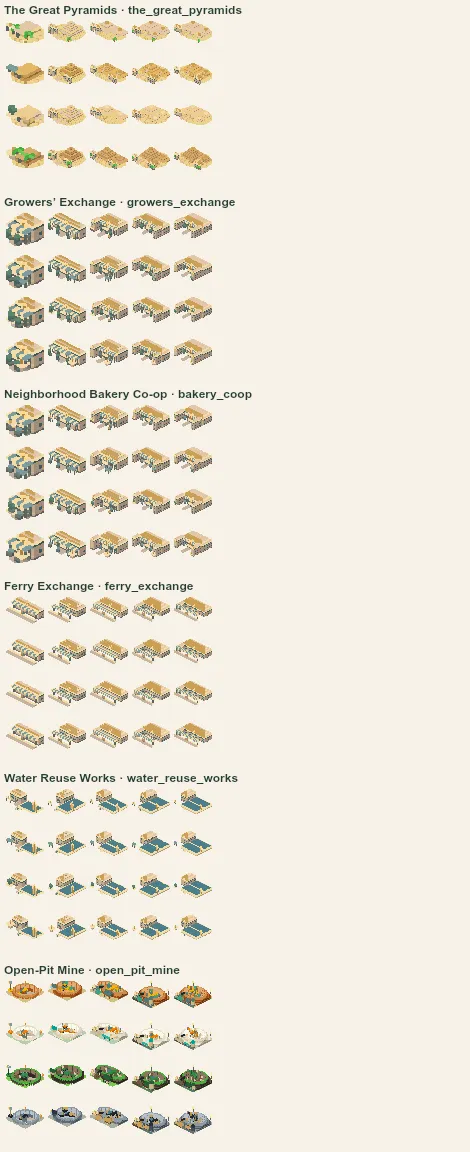 The Great Pyramids · the_great_pyramids
Growers' Exchange · growers_exchange
Neighborhood Bakery Co-op · bakery_coop
Ferry Exchange · ferry_exchange
Water Reuse Works · water_reuse_works
Open-Pit Mine · open_pit_mine